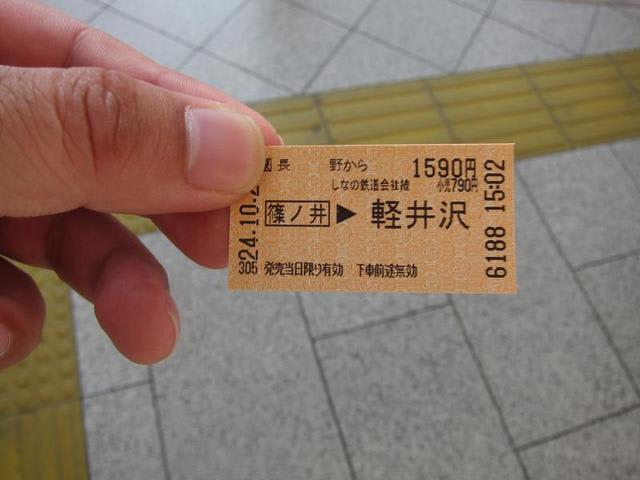 長 野から 1590円
しなの鉄道会社線 小児790円
篠ノ井 ▶ 軽井沢
305 発売当日限り有効 下車前途無効
24.10.2
6188 15:02